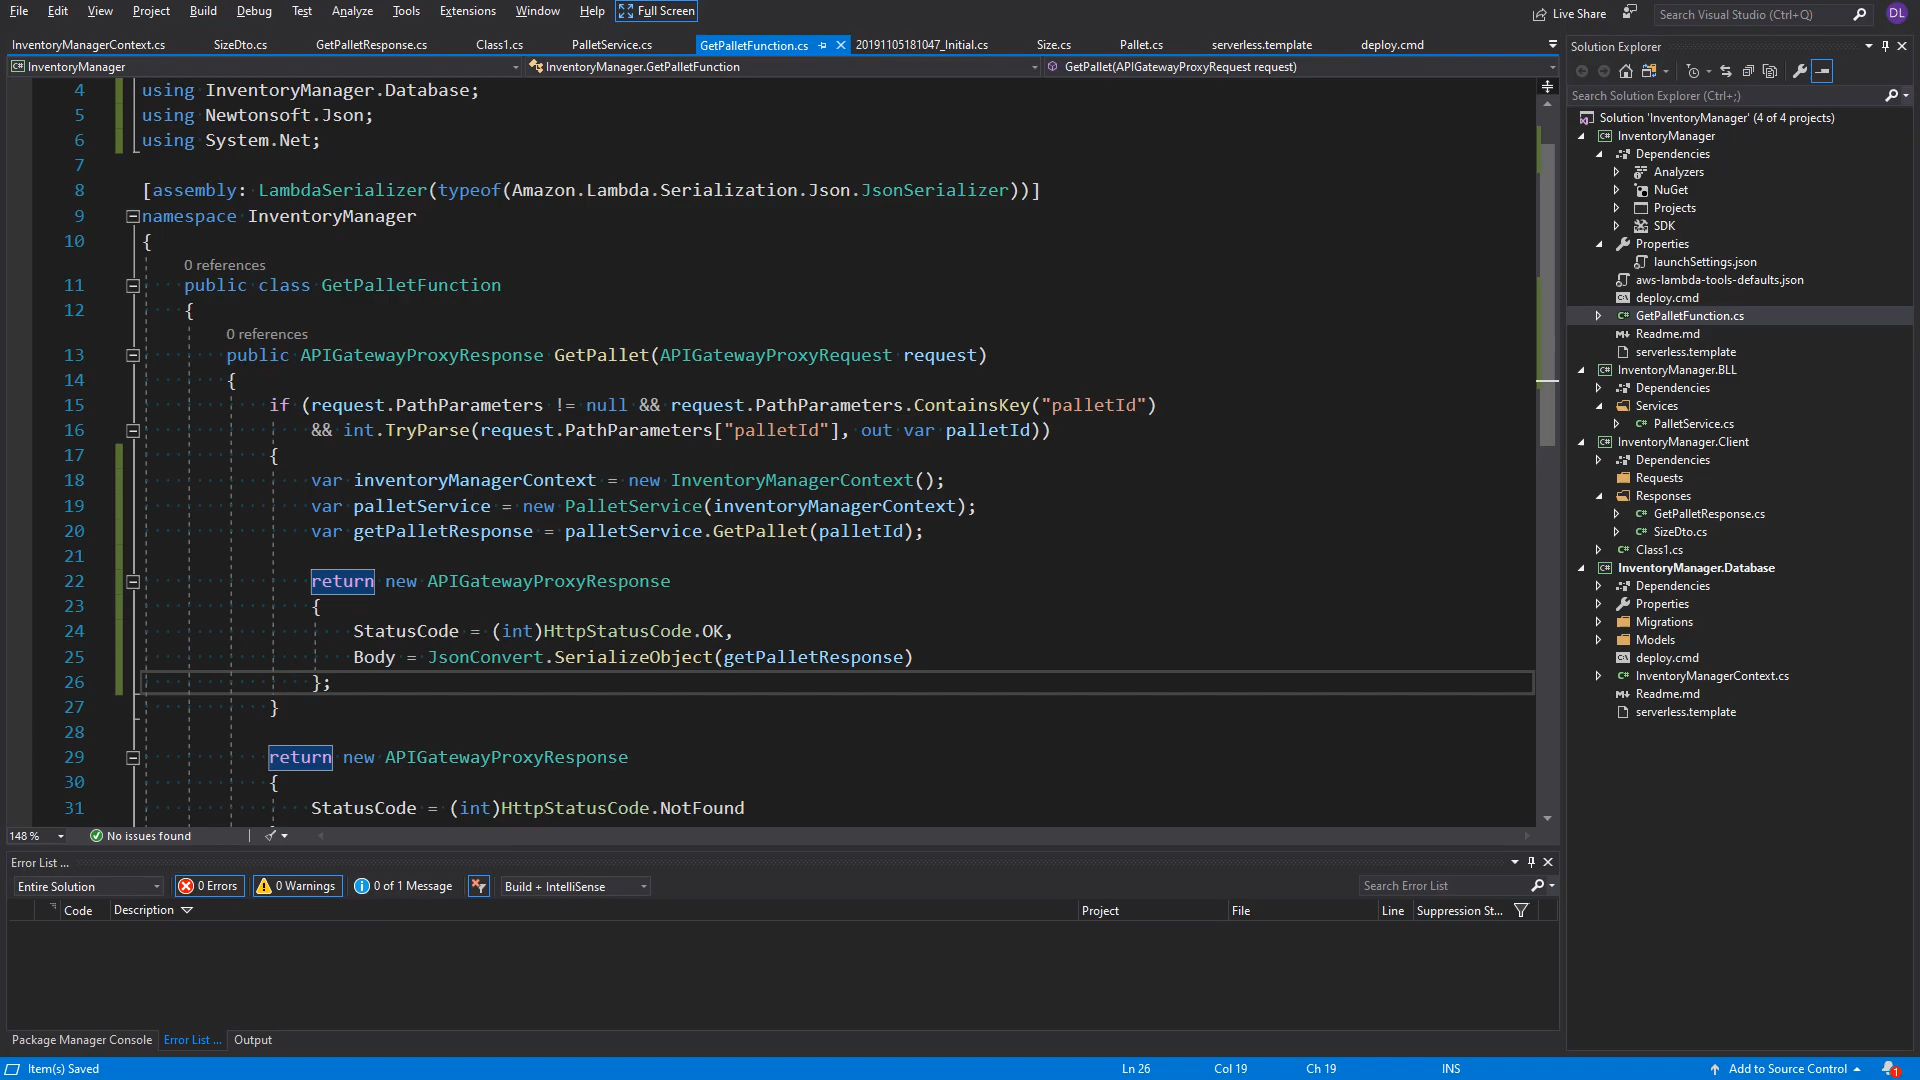 File Edit View Project Build Debug Test Analyze Tools Extensions Window Help Full Screen Live Share Search Visual Studio (Ctrl+Q) DL
InventoryManagerContext.cs SizeDto.cs GetPalletResponse.cs Class1.cs PalletService.cs GetPalletFunction.cs 20191105181047_Initial.cs Size.cs Pallet.cs serverless.template deploy.cmd
InventoryManager InventoryManager.GetPalletFunction GetPallet(APIGatewayProxyRequest request)
4 using InventoryManager.Database;
5 using Newtonsoft.Json;
6 using System.Net;
7
8 [assembly: LambdaSerializer(typeof(Amazon.Lambda.Serialization.Json.JsonSerializer))]
9 namespace InventoryManager
10 {
0 references
11 public class GetPalletFunction
12 {
0 references
13 public APIGatewayProxyResponse GetPallet(APIGatewayProxyRequest request)
14 {
15 if (request.PathParameters != null && request.PathParameters.ContainsKey("palletId")
16 && int.TryParse(request.PathParameters["palletId"], out var palletId))
17 {
18 var inventoryManagerContext = new InventoryManagerContext();
19 var palletService = new PalletService(inventoryManagerContext);
20 var getPalletResponse = palletService.GetPallet(palletId);
21
22 return new APIGatewayProxyResponse
23 {
24 StatusCode = (int)HttpStatusCode.OK,
25 Body = JsonConvert.SerializeObject(getPalletResponse)
26 };
27 }
28
29 return new APIGatewayProxyResponse
30 {
31 StatusCode = (int)HttpStatusCode.NotFound
148 % No issues found
Error List ...
Entire Solution 0 Errors 0 Warnings 0 of 1 Message Build + IntelliSense Search Error List
Code Description Project File Line Suppression St...
Package Manager Console Error List ... Output
Item(s) Saved Ln 26 Col 19 Ch 19 INS Add to Source Control 1
Solution Explorer
Search Solution Explorer (Ctrl+;)
Solution 'InventoryManager' (4 of 4 projects)
InventoryManager
Dependencies
Analyzers
NuGet
Projects
SDK
Properties
launchSettings.json
aws-lambda-tools-defaults.json
deploy.cmd
GetPalletFunction.cs
Readme.md
serverless.template
InventoryManager.BLL
Dependencies
Services
PalletService.cs
InventoryManager.Client
Dependencies
Requests
Responses
GetPalletResponse.cs
SizeDto.cs
Class1.cs
InventoryManager.Database
Dependencies
Properties
Migrations
Models
deploy.cmd
InventoryManagerContext.cs
Readme.md
serverless.template